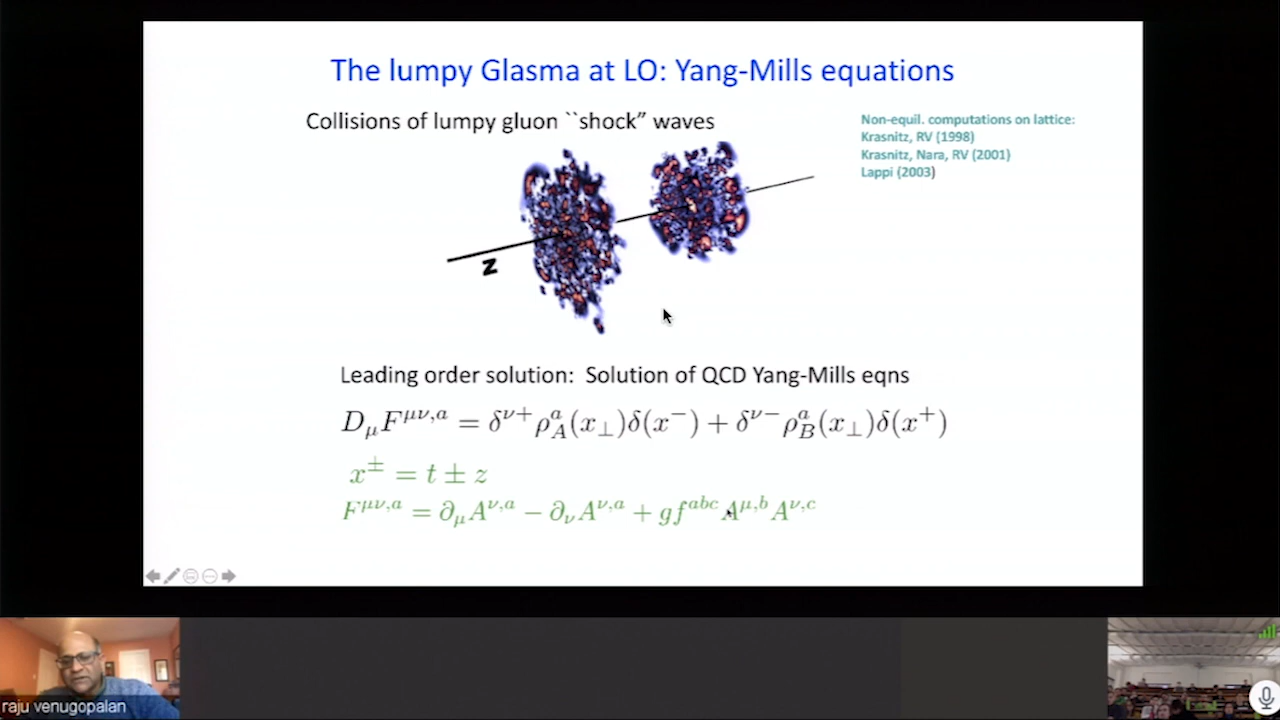 The lumpy Glasma at LO: Yang-Mills equations
Collisions of lumpy gluon ``shock” waves
Non-equil. computations on lattice:
Krasnitz, RV (1998)
Krasnitz, Nara, RV (2001)
Lappi (2003)
z
Leading order solution: Solution of QCD Yang-Mills eqns
D_μ F^{μν,a} = δ^{ν+} ρ_A^a(x_⊥)δ(x^−) + δ^{ν−} ρ_B^a(x_⊥)δ(x^+)
x^± = t ± z
F^{μν,a} = ∂_μ A^{ν,a} − ∂_ν A^{ν,a} + g f^{abc} A^{μ,b} A^{ν,c}
raju venugopalan